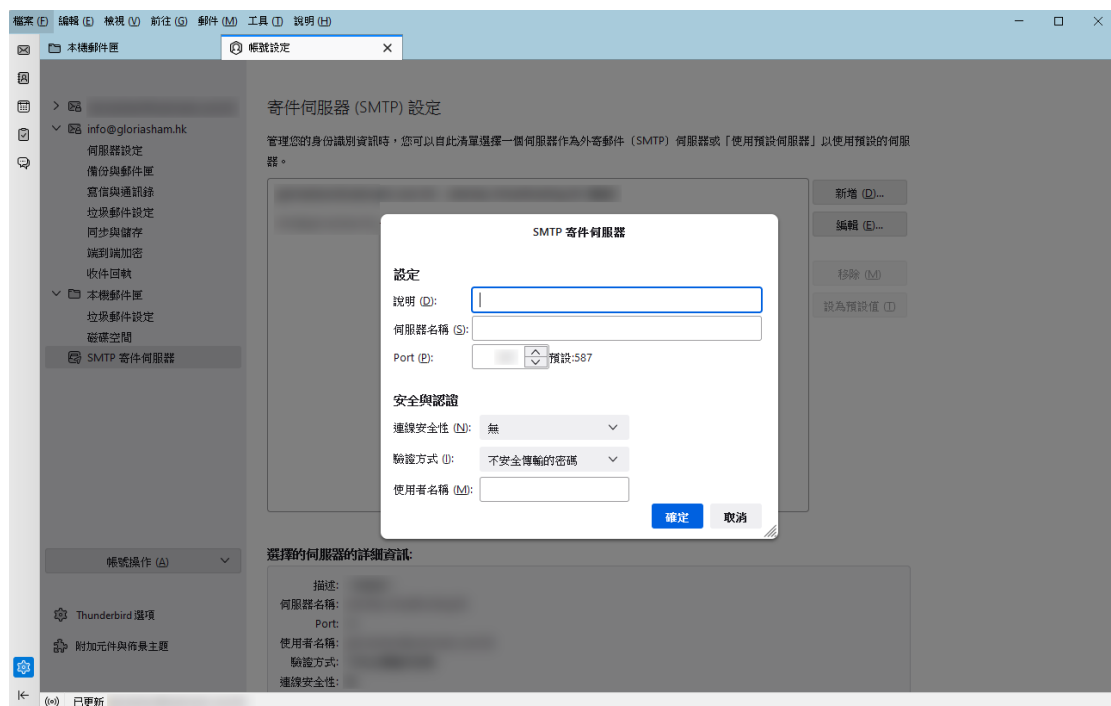 檔案 (F) 編輯 (E) 檢視 (V) 前往 (G) 郵件 (M) 工具 (T) 說明 (H)
本機郵件匣
帳號設定
info@gloriasham.hk
伺服器設定
備份與郵件匣
寫信與通訊錄
垃圾郵件設定
同步與儲存
端到端加密
收件回執
本機郵件匣
垃圾郵件設定
磁碟空間
SMTP 寄件伺服器
帳號操作 (A)
Thunderbird 選項
附加元件與佈景主題
寄件伺服器 (SMTP) 設定
管理您的身份識別資訊時，您可以自此清單選擇一個伺服器作為外寄郵件（SMTP）伺服器或「使用預設伺服器」以使用預設的伺服
器。
新增 (D)...
編輯 (E)...
移除 (M)
設為預設值 (T)
SMTP 寄件伺服器
設定
說明 (D):
伺服器名稱 (S):
Port (P):
預設:587
安全與認證
連線安全性 (N): 無
驗證方式 (I): 不安全傳輸的密碼
使用者名稱 (M):
確定 取消
選擇的伺服器的詳細資訊:
描述:
伺服器名稱:
Port:
使用者名稱:
驗證方式:
連線安全性:
已更新